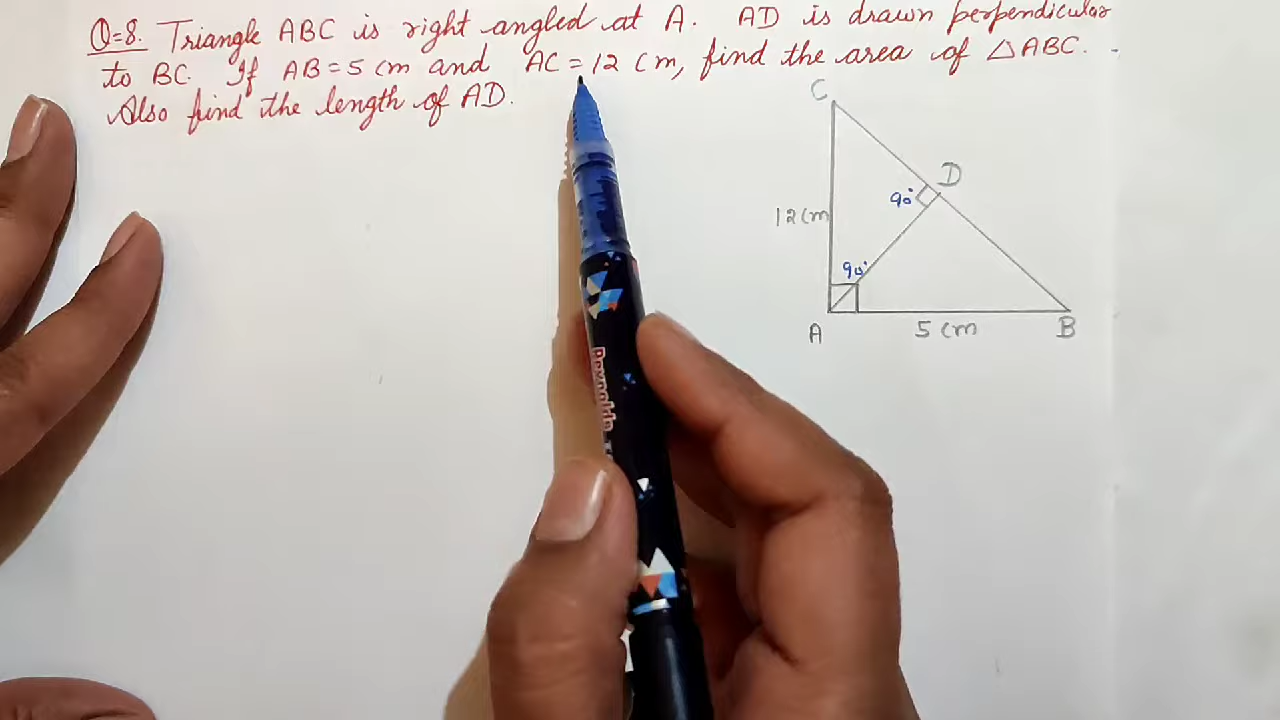 Q=8. Triangle ABC is right angled at A. AD is drawn perpendicular
to BC. If AB = 5 cm and AC = 12 cm, find the area of △ABC.
Also find the length of AD.
C
D
90°
12 cm
90°
A
5 cm
B
Reynolds